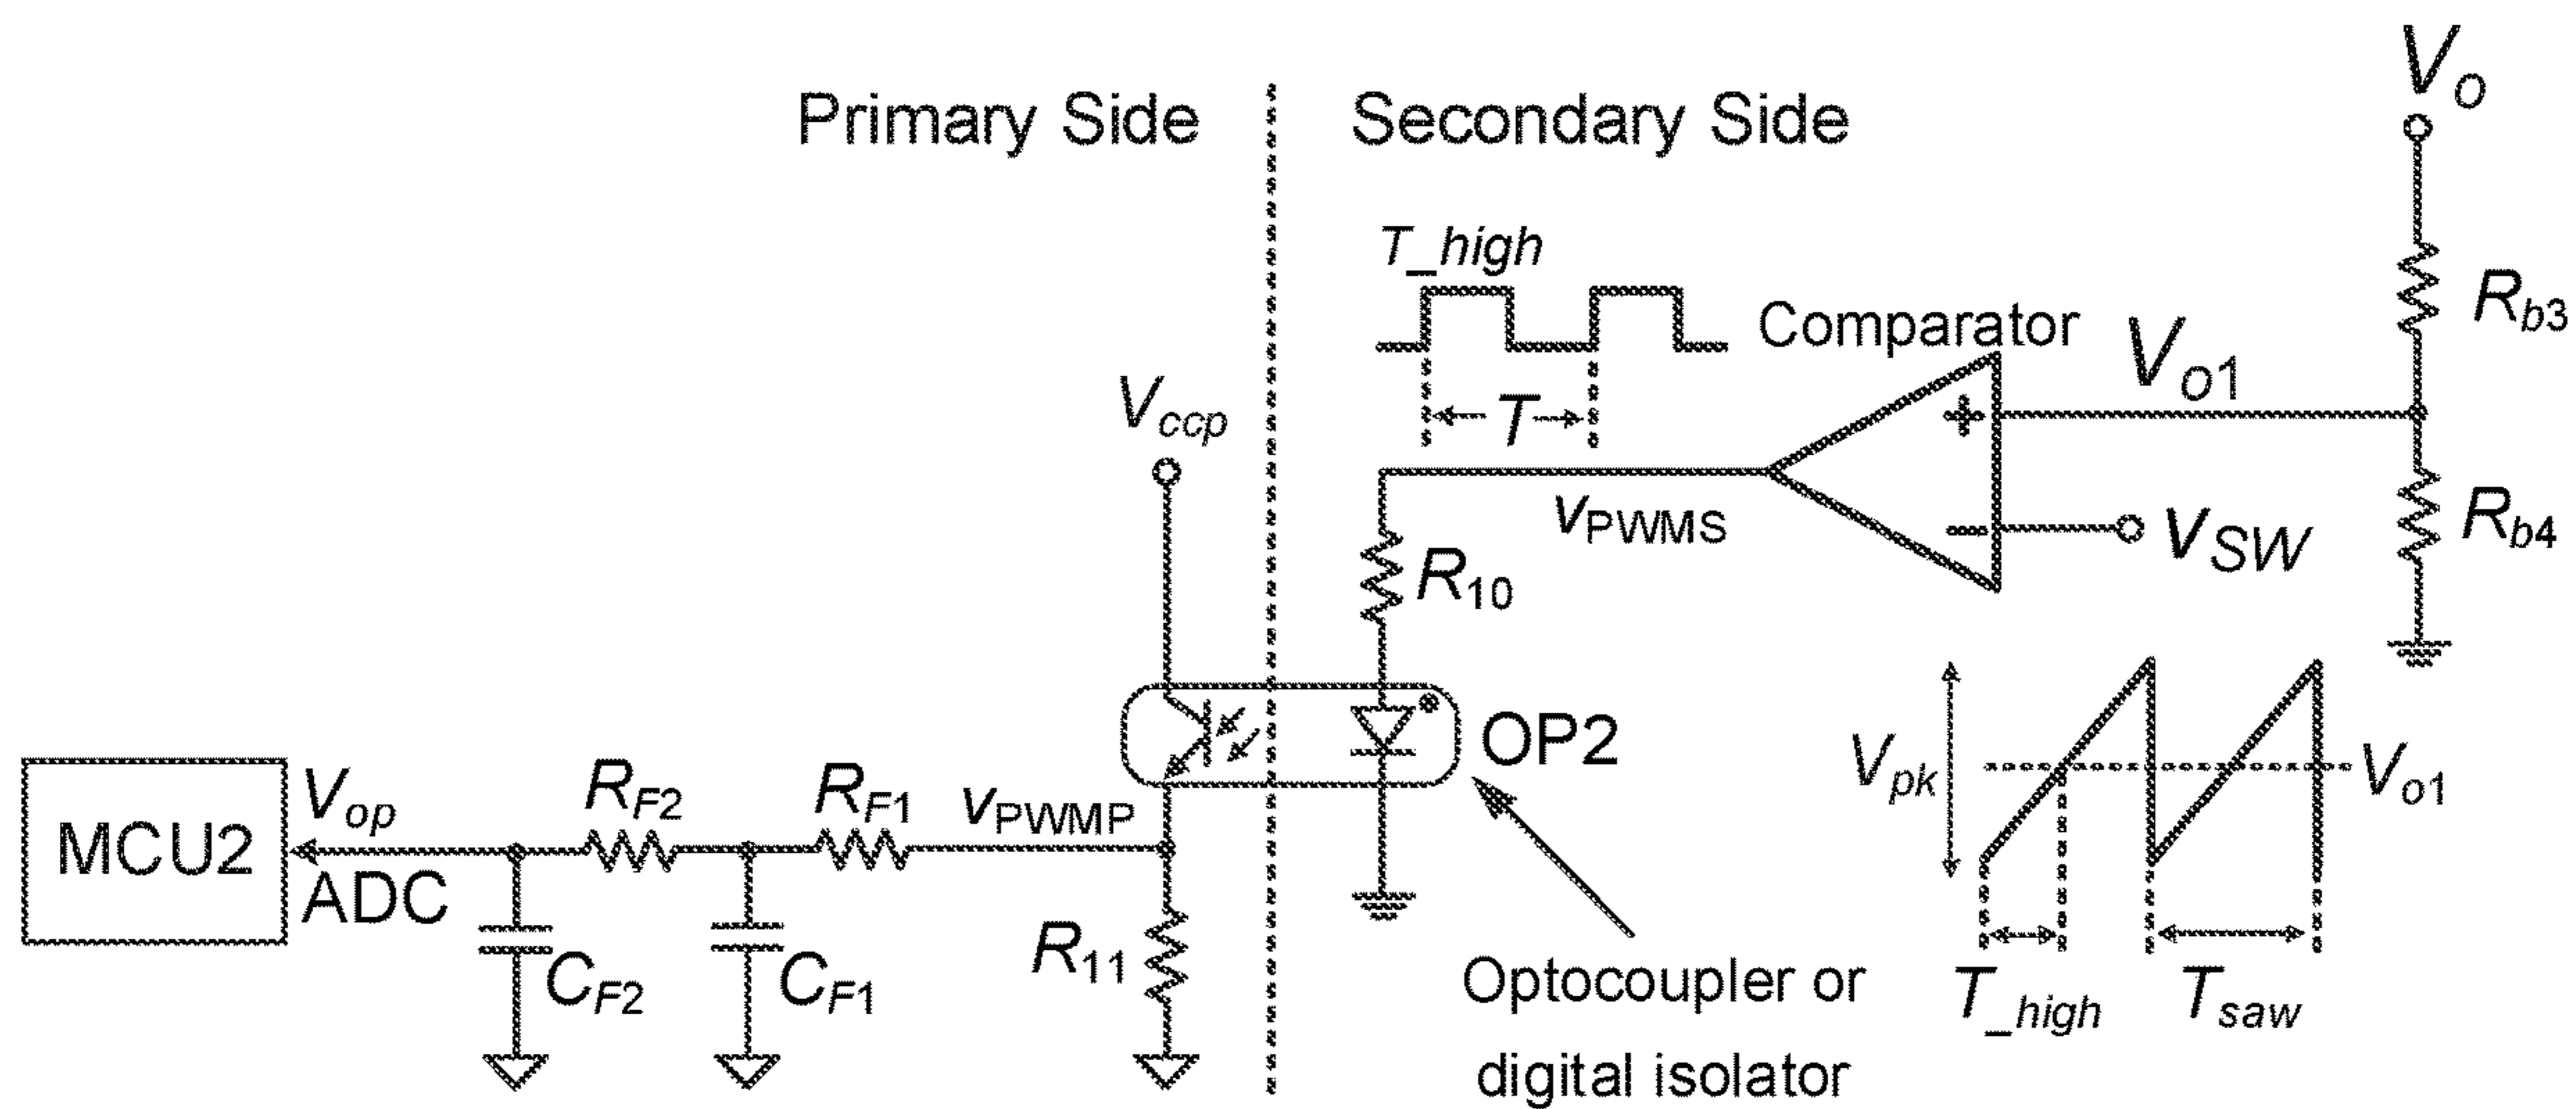 Primary Side
Secondary Side
Vo
T_high
Comparator
Vo1
Rb3
T
Vccp
+
vPWMS
-
vSW
Rb4
R10
OP2
Vpk
Vo1
MCU2
Vop
ADC
RF2
RF1
vPWMP
CF2
CF1
R11
Optocoupler or
digital isolator
T_high
Tsaw